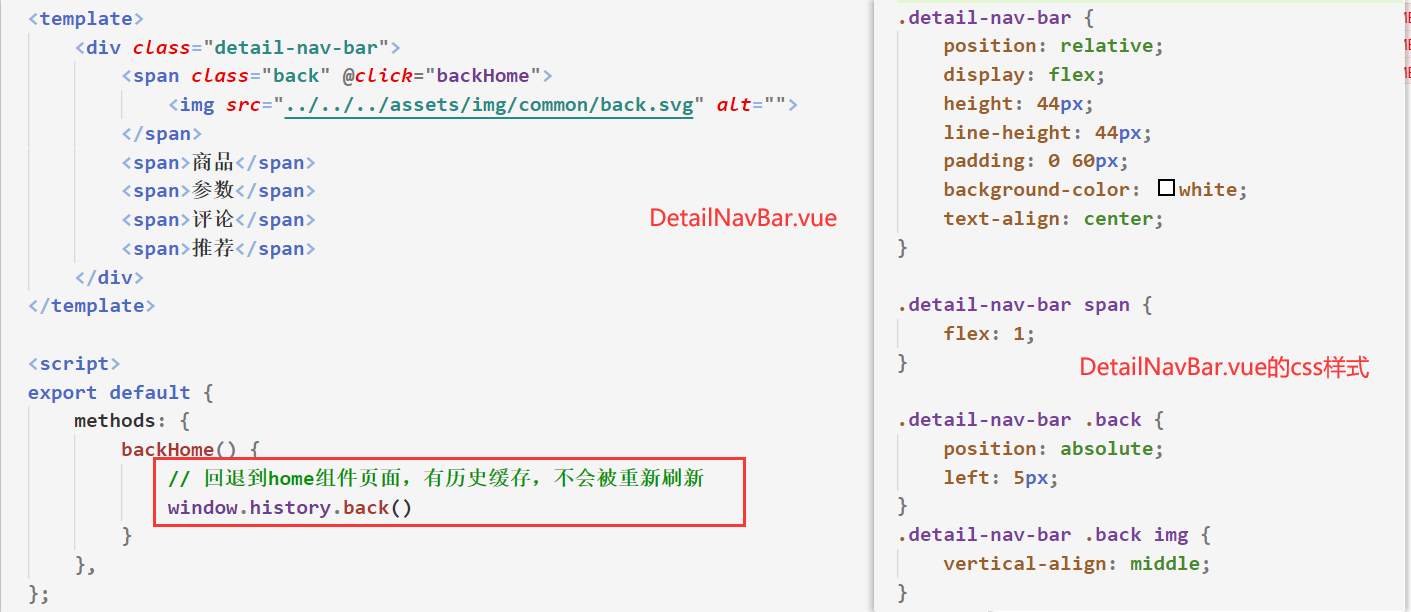 <template>
<div class="detail-nav-bar">
<span class="back" @click="backHome">
<img src="../../../assets/img/common/back.svg" alt="">
</span>
<span>商品</span>
<span>参数</span>
<span>评论</span>
<span>推荐</span>
</div>
</template>
DetailNavBar.vue
<script>
export default {
methods: {
backHome() {
// 回退到home组件页面，有历史缓存，不会被重新刷新
window.history.back()
}
},
};
.detail-nav-bar {
position: relative;
display: flex;
height: 44px;
line-height: 44px;
padding: 0 60px;
background-color: white;
text-align: center;
}
.detail-nav-bar span {
flex: 1;
}
DetailNavBar.vue的css样式
.detail-nav-bar .back {
position: absolute;
left: 5px;
}
.detail-nav-bar .back img {
vertical-align: middle;
}